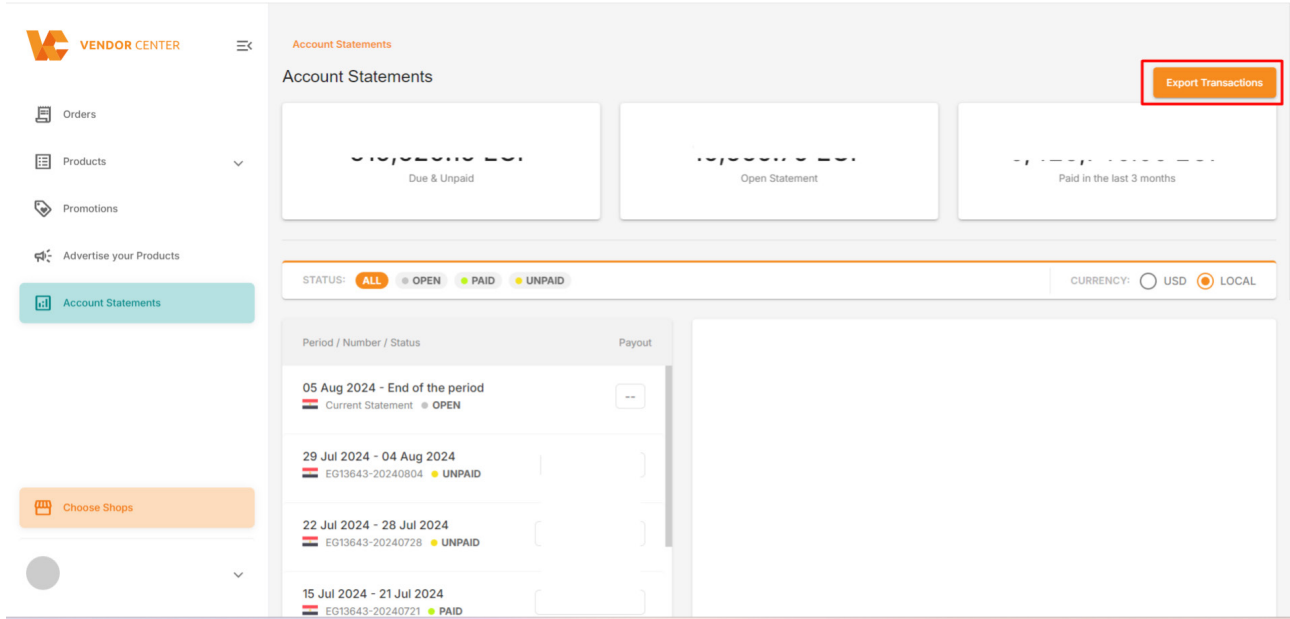 VENDOR CENTER
Orders
Products
Promotions
Advertise your Products
Account Statements
Choose Shops
Account Statements
Account Statements
Export Transactions
Due & Unpaid
Open Statement
Paid in the last 3 months
STATUS: ALL OPEN PAID UNPAID
CURRENCY: USD LOCAL
Period / Number / Status Payout
05 Aug 2024 - End of the period
Current Statement OPEN
--
29 Jul 2024 - 04 Aug 2024
EG13643-20240804 UNPAID
22 Jul 2024 - 28 Jul 2024
EG13643-20240728 UNPAID
15 Jul 2024 - 21 Jul 2024
EG13643-20240721 PAID